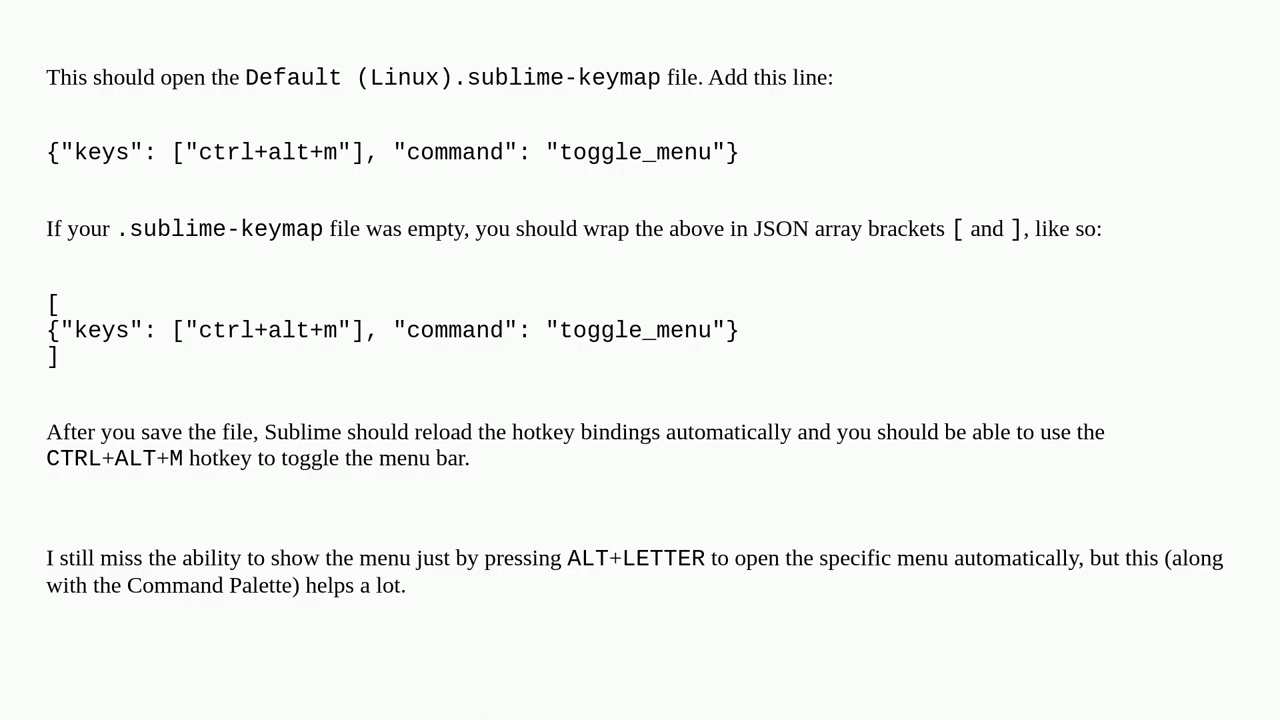 This should open the Default (Linux).sublime-keymap file. Add this line:
{"keys": ["ctrl+alt+m"], "command": "toggle_menu"}
If your .sublime-keymap file was empty, you should wrap the above in JSON array brackets [ and ], like so:
[
{"keys": ["ctrl+alt+m"], "command": "toggle_menu"}
]
After you save the file, Sublime should reload the hotkey bindings automatically and you should be able to use the
CTRL+ALT+M hotkey to toggle the menu bar.
I still miss the ability to show the menu just by pressing ALT+LETTER to open the specific menu automatically, but this (along
with the Command Palette) helps a lot.